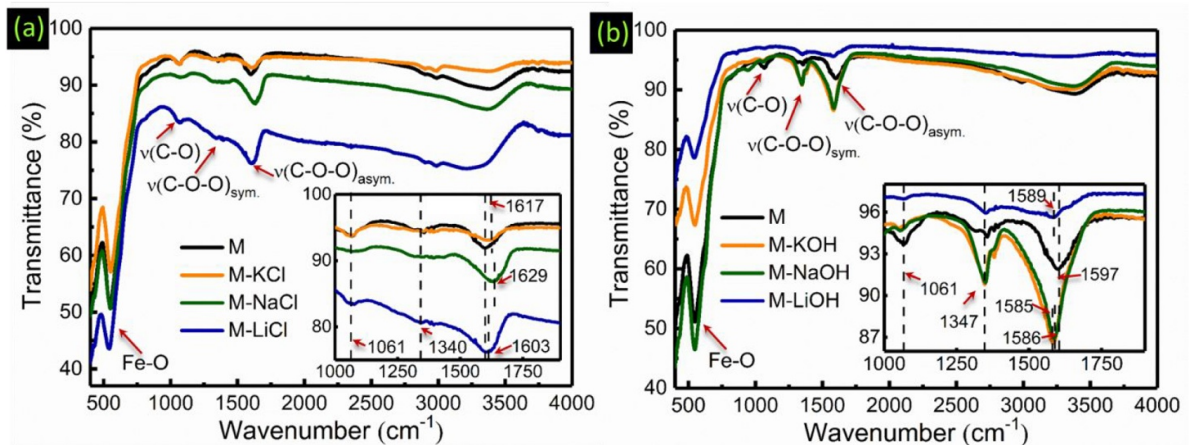 (a)
Transmittance (%)
100
90
80
70
60
50
40
ν(C-O)
ν(C-O-O)sym.
ν(C-O-O)asym.
M
M-KCl
M-NaCl
M-LiCl
Fe-O
100
90
80
1617
1629
1061
1340
1603
1000 1250 1500 1750
500 1000 1500 2000 2500 3000 3500 4000
Wavenumber (cm⁻¹)
(b)
Transmittance (%)
100
90
80
70
60
50
40
ν(C-O)
ν(C-O-O)sym.
ν(C-O-O)asym.
M
M-KOH
M-NaOH
M-LiOH
Fe-O
96
93
90
87
1589
1061
1347
1585
1586
1597
1000 1250 1500 1750
500 1000 1500 2000 2500 3000 3500 4000
Wavenumber (cm⁻¹)